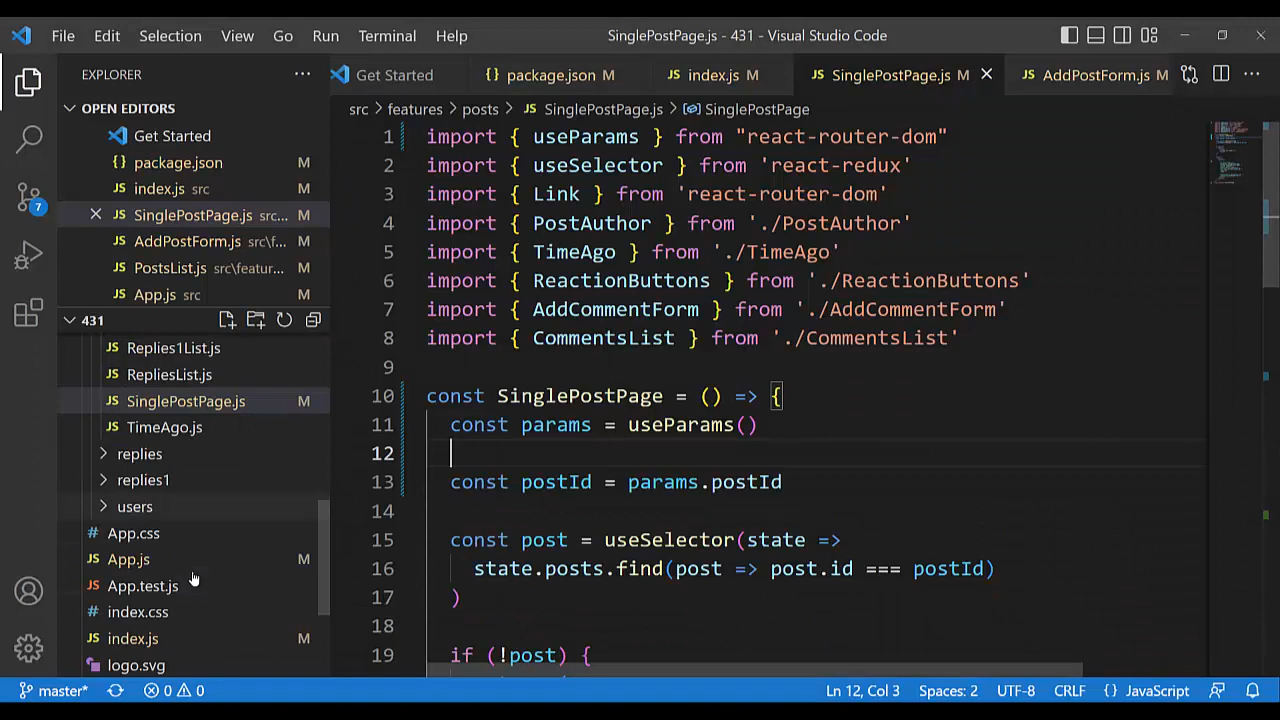 File Edit Selection View Go Run Terminal Help SinglePostPage.js - 431 - Visual Studio Code
EXPLORER
OPEN EDITORS
Get Started
package.json M
index.js src M
SinglePostPage.js src... M
AddPostForm.js src\f... M
PostsList.js src\featur... M
App.js src M
431
Replies1List.js
RepliesList.js
SinglePostPage.js M
TimeAgo.js
replies
replies1
users
App.css
App.js M
App.test.js
index.css
index.js M
logo.svg
7
Get Started package.json M index.js M SinglePostPage.js M AddPostForm.js M
src > features > posts > SinglePostPage.js > SinglePostPage
1 import { useParams } from "react-router-dom"
2 import { useSelector } from 'react-redux'
3 import { Link } from 'react-router-dom'
4 import { PostAuthor } from './PostAuthor'
5 import { TimeAgo } from './TimeAgo'
6 import { ReactionButtons } from './ReactionButtons'
7 import { AddCommentForm } from './AddCommentForm'
8 import { CommentsList } from './CommentsList'
9
10 const SinglePostPage = () => {
11 const params = useParams()
12
13 const postId = params.postId
14
15 const post = useSelector(state =>
16 state.posts.find(post => post.id === postId)
17 )
18
19 if (!post) {
master* 0 0 Ln 12, Col 3 Spaces: 2 UTF-8 CRLF {} JavaScript